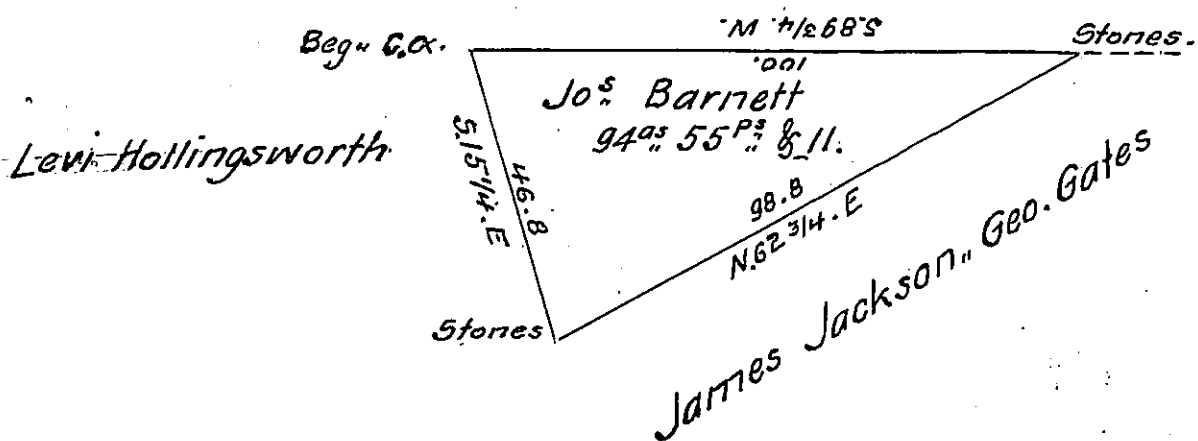 Beg" C.O.
S.89 3/4. W.
100.
Stones.
Jos" Barnett
94as" 55Ps" & 11.
Levi Hollingsworth
S.15 1/4. E
46.8
98.8
N.62 3/4. E
Stones
James Jackson" Geo. Gates